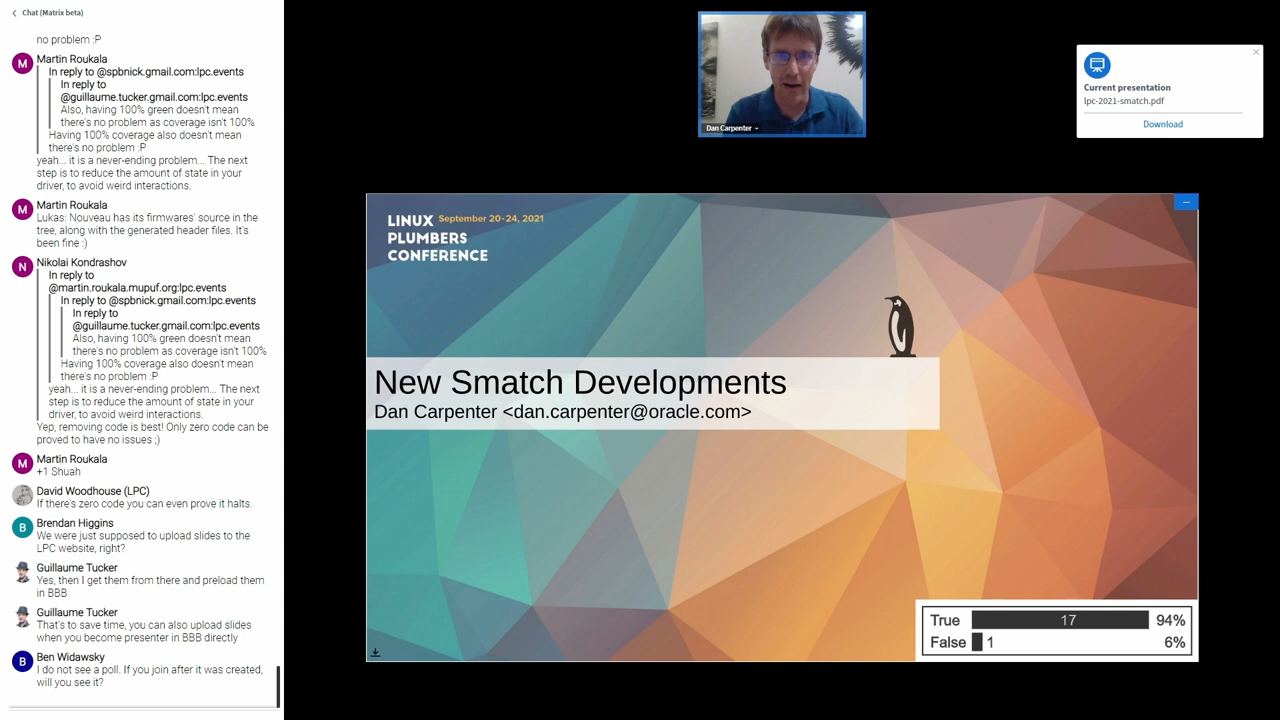 Chat (Matrix beta)
no problem :P
Martin Roukala
In reply to @spbnick.gmail.com:lpc.events
In reply to
@guillaume.tucker.gmail.com:lpc.events
Also, having 100% green doesn't mean
there's no problem as coverage isn't 100%
Having 100% coverage also doesn't mean
there's no problem :P
yeah... it is a never-ending problem... The next
step is to reduce the amount of state in your
driver, to avoid weird interactions.
Martin Roukala
Lukas: Nouveau has its firmwares' source in the
tree, along with the generated header files. It's
been fine :)
Nikolai Kondrashov
In reply to
@martin.roukala.mupuf.org:lpc.events
In reply to @spbnick.gmail.com:lpc.events
In reply to
@guillaume.tucker.gmail.com:lpc.events
Also, having 100% green doesn't mean
there's no problem as coverage isn't 100%
Having 100% coverage also doesn't mean
there's no problem :P
yeah... it is a never-ending problem... The next
step is to reduce the amount of state in your
driver, to avoid weird interactions.
Yep, removing code is best! Only zero code can be
proved to have no issues ;)
Martin Roukala
+1 Shuah
David Woodhouse (LPC)
If there's zero code you can even prove it halts.
Brendan Higgins
We were just supposed to upload slides to the
LPC website, right?
Guillaume Tucker
Yes, then I get them from there and preload them
in BBB
Guillaume Tucker
That's to save time, you can also upload slides
when you become presenter in BBB directly
Ben Widawsky
I do not see a poll. If you join after it was created,
will you see it?
M
M
N
M
B
B
Dan Carpenter
Current presentation
lpc-2021-smatch.pdf
Download
LINUX September 20-24, 2021
PLUMBERS
CONFERENCE
New Smatch Developments
Dan Carpenter <dan.carpenter@oracle.com>
True 17 94%
False 1 6%